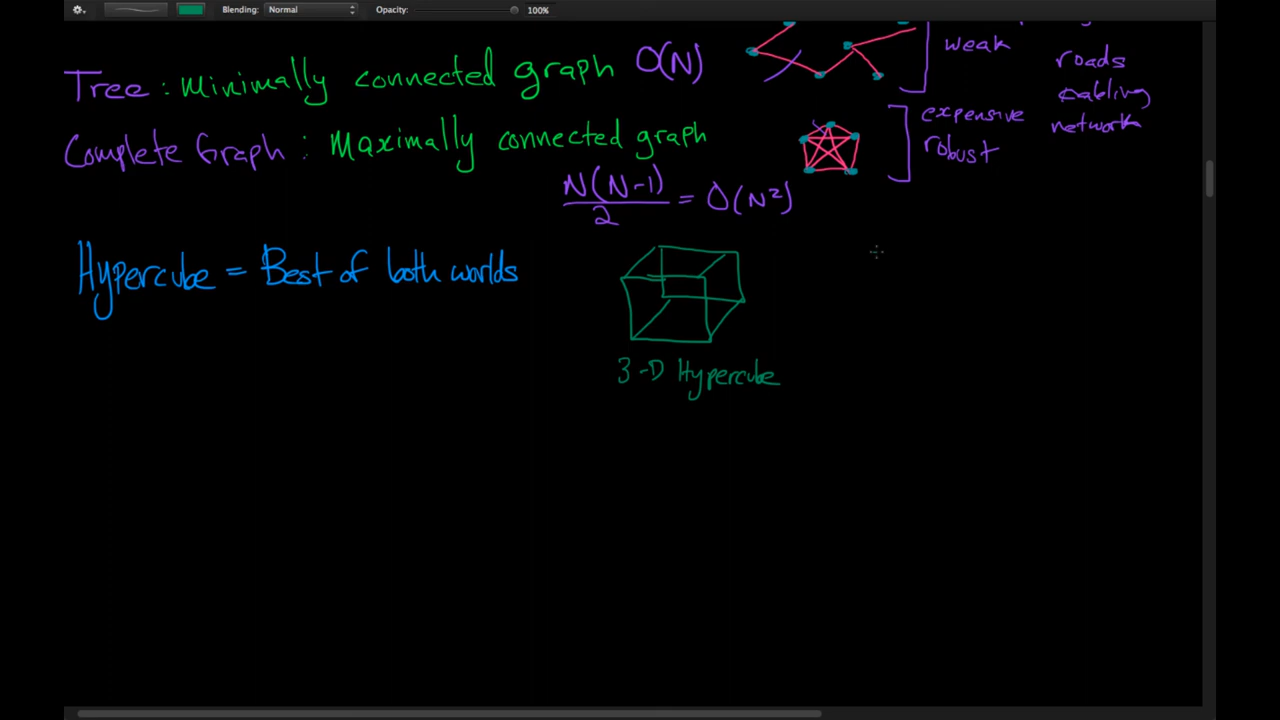 Blending: Normal Opacity: 100%
Tree : Minimally connected graph O(N)
weak
roads
cabling
network
Complete Graph : Maximally connected graph
expensive
robust
N(N-1)
2
= O(N²)
Hypercube = Best of both worlds
3-D Hypercube